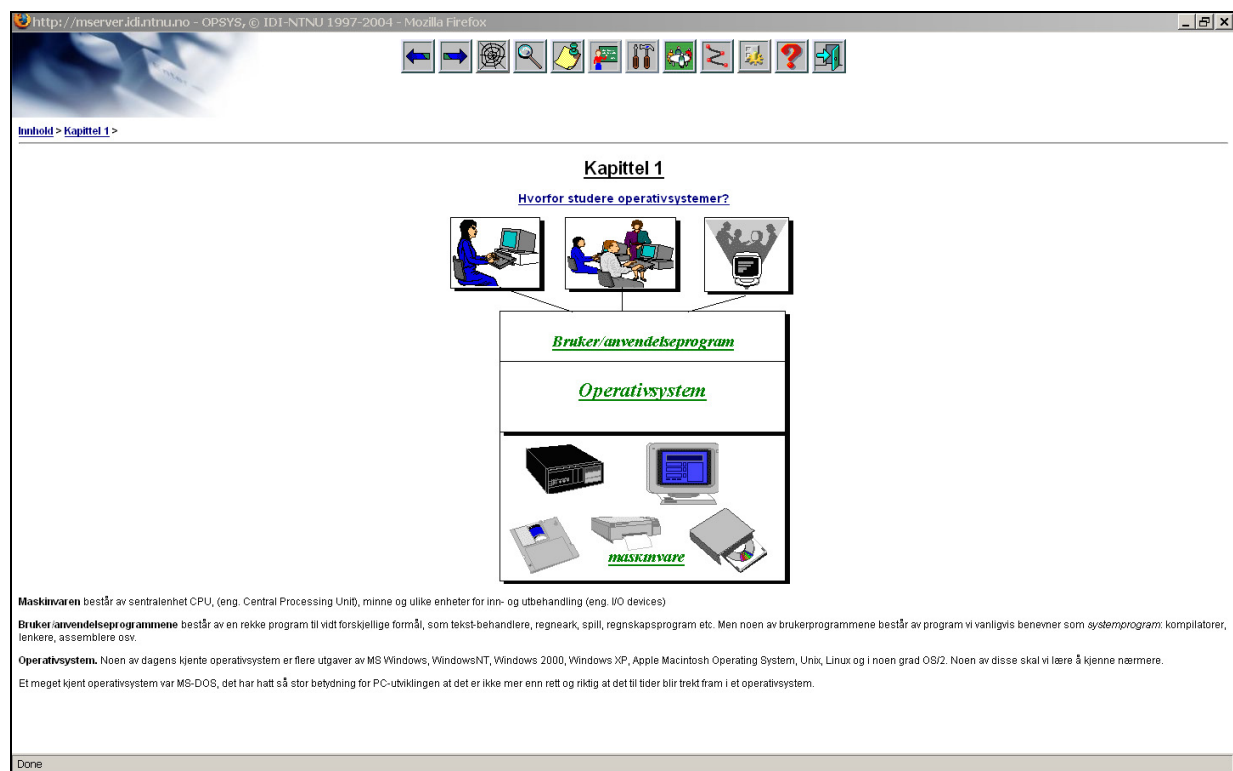 http://mserver.idi.ntnu.no - OPSYS, © IDI-NTNU 1997-2004 - Mozilla Firefox
Innhold > Kapittel 1 >
Kapittel 1
Hvorfor studere operativsystemer?
Bruker/anvendelseprogram
Operativsystem
maskinvare
Maskinvaren består av sentralenhet CPU, (eng. Central Processing Unit), minne og ulike enheter for inn- og utbehandling (eng. I/O devices)
Bruker/anvendelseprogrammene består av en rekke program til vidt forskjellige formål, som tekst-behandlere, regneark, spill, regnskapsprogram etc. Men noen av brukerprogrammene består av program vi vanligvis benevner som systemprogram: kompilatorer,
lenkere, assemblere osv.
Operativsystem. Noen av dagens kjente operativsystem er flere utgaver av MS Windows, WindowsNT, Windows 2000, Windows XP, Apple Macintosh Operating System, Unix, Linux og i noen grad OS/2. Noen av disse skal vi lære å kjenne nærmere.
Et meget kjent operativsystem var MS-DOS, det har hatt så stor betydning for PC-utviklingen at det er ikke mer enn rett og riktig at det til tider blir trekt fram i et operativsystem.
Done